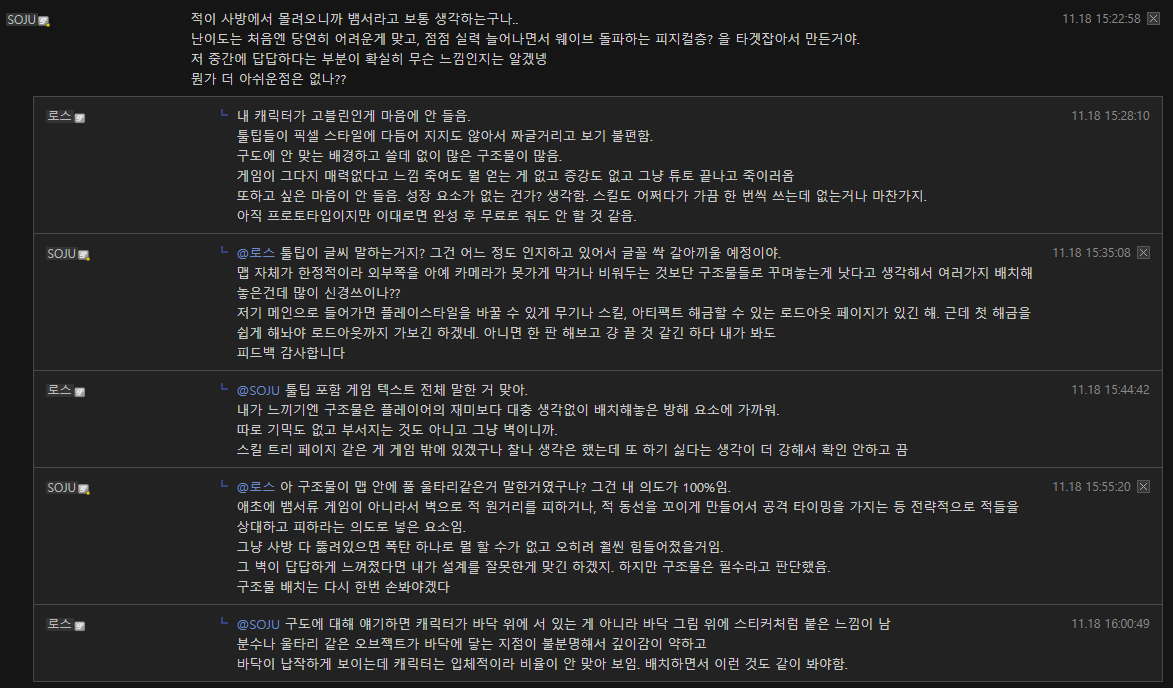 SOJU
적이 사방에서 몰려오니까 뱀서라고 보통 생각하는구나..
11.18 15:22:58
난이도는 처음엔 당연히 어려운게 맞고, 점점 실력 늘어나면서 웨이브 돌파하는 피지컬충? 을 타겟잡아서 만든거야.
저 중간에 답답하다는 부분이 확실히 무슨 느낌인지는 알겠넹
뭔가 더 아쉬운점은 없나??
로스
내 캐릭터가 고블린인게 마음에 안 들음.
11.18 15:28:10
툴팁들이 픽셀 스타일에 다듬어 지지도 않아서 짜글거리고 보기 불편함.
구도에 안 맞는 배경하고 쓸데 없이 많은 구조물이 많음.
게임이 그다지 매력없다고 느낌 죽여도 뭘 얻는 게 없고 증강도 없고 그냥 튜토 끝나고 죽이러옴
또하고 싶은 마음이 안 들음. 성장 요소가 없는 건가? 생각함. 스킬도 어쩌다가 가끔 한 번씩 쓰는데 없는거나 마찬가지.
아직 프로토타입이지만 이대로면 완성 후 무료로 줘도 안 할 것 같음.
SOJU
@로스 툴팁이 글씨 말하는거지? 그건 어느 정도 인지하고 있어서 글꼴 싹 갈아끼울 예정이야.
11.18 15:35:08
맵 자체가 한정적이라 외부쪽을 아예 카메라가 못가게 막거나 비워두는 것보단 구조물들로 꾸며놓는게 낫다고 생각해서 여러가지 배치해
놓은건데 많이 신경쓰이나??
저기 메인으로 들어가면 플레이스타일을 바꿀 수 있게 무기나 스킬, 아티팩트 해금할 수 있는 로드아웃 페이지가 있긴 해. 근데 첫 해금을
쉽게 해놔야 로드아웃까지 가보긴 하겠네. 아니면 한 판 해보고 걍 끌 것 같긴 하다 내가 봐도
피드백 감사합니다
로스
@SOJU 툴팁 포함 게임 텍스트 전체 말한 거 맞아.
11.18 15:44:42
내가 느끼기엔 구조물은 플레이어의 재미보다 대충 생각없이 배치해놓은 방해 요소에 가까워.
따로 기믹도 없고 부서지는 것도 아니고 그냥 벽이니까.
스킬 트리 페이지 같은 게 게임 밖에 있겠구나 찰나 생각은 했는데 또 하기 싫다는 생각이 더 강해서 확인 안하고 끔
SOJU
@로스 아 구조물이 맵 안에 풀 울타리같은거 말한거였구나? 그건 내 의도가 100%임.
11.18 15:55:20
애초에 뱀서류 게임이 아니라서 벽으로 적 원거리를 피하거나, 적 동선을 꼬이게 만들어서 공격 타이밍을 가지는 등 전략적으로 적들을
상대하고 피하라는 의도로 넣은 요소임.
그냥 사방 다 뚫려있으면 폭탄 하나로 뭘 할 수가 없고 오히려 훨씬 힘들어졌을거임.
그 벽이 답답하게 느껴졌다면 내가 설계를 잘못한게 맞긴 하겠지. 하지만 구조물은 필수라고 판단했음.
구조물 배치는 다시 한번 손봐야겠다
로스
@SOJU 구도에 대해 얘기하면 캐릭터가 바닥 위에 서 있는 게 아니라 바닥 그림 위에 스티커처럼 붙은 느낌이 남
11.18 16:00:49
분수나 울타리 같은 오브젝트가 바닥에 닿는 지점이 불분명해서 깊이감이 약하고
바닥이 납작하게 보이는데 캐릭터는 입체적이라 비율이 안 맞아 보임. 배치하면서 이런 것도 같이 봐야함.